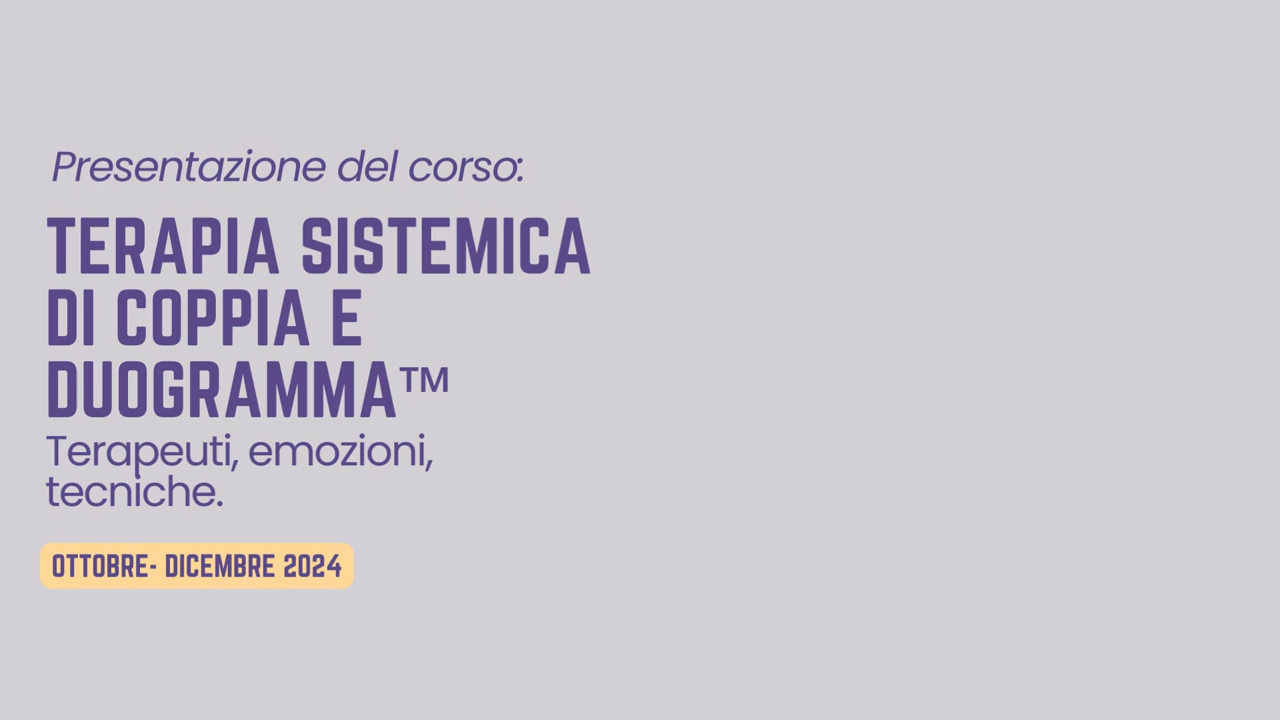 Presentazione del corso:
TERAPIA SISTEMICA
DI COPPIA E
DUOGRAMMA™
Terapeuti, emozioni,
tecniche.
OTTOBRE- DICEMBRE 2024